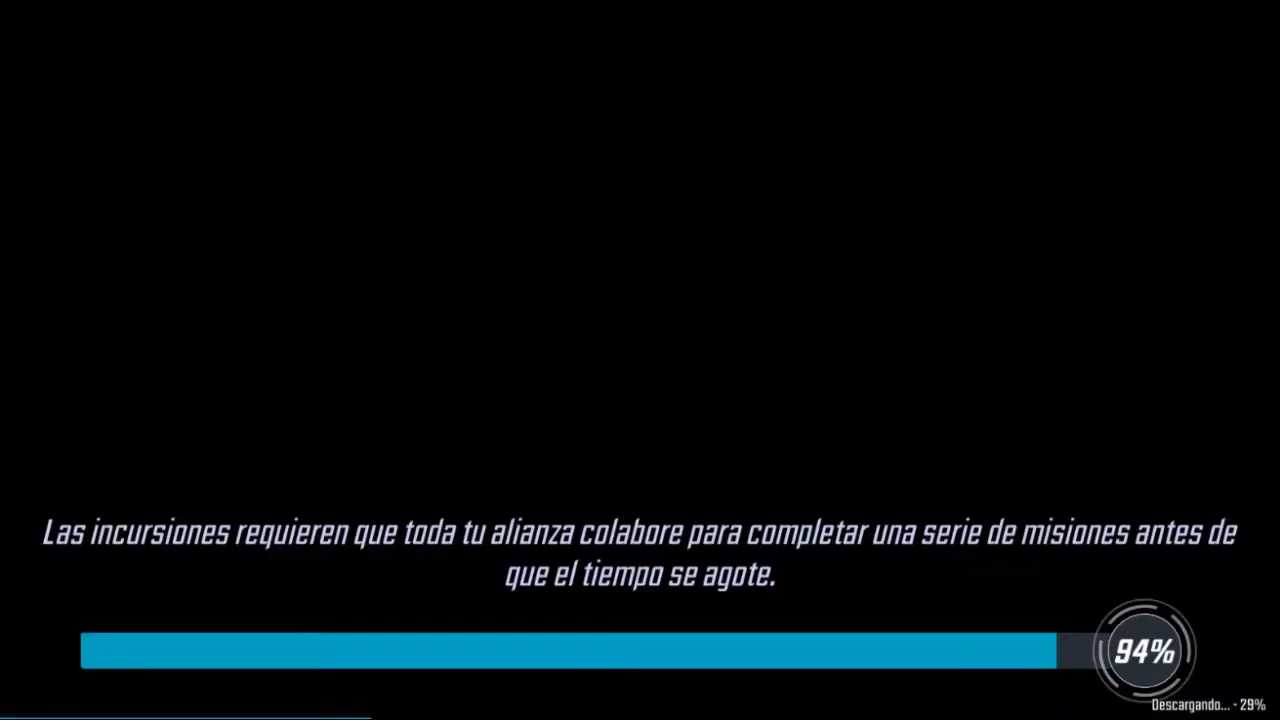 Las incursiones requieren que toda tu alianza colabore para completar una serie de misiones antes de
que el tiempo se agote.
94%
Descargando... - 29%